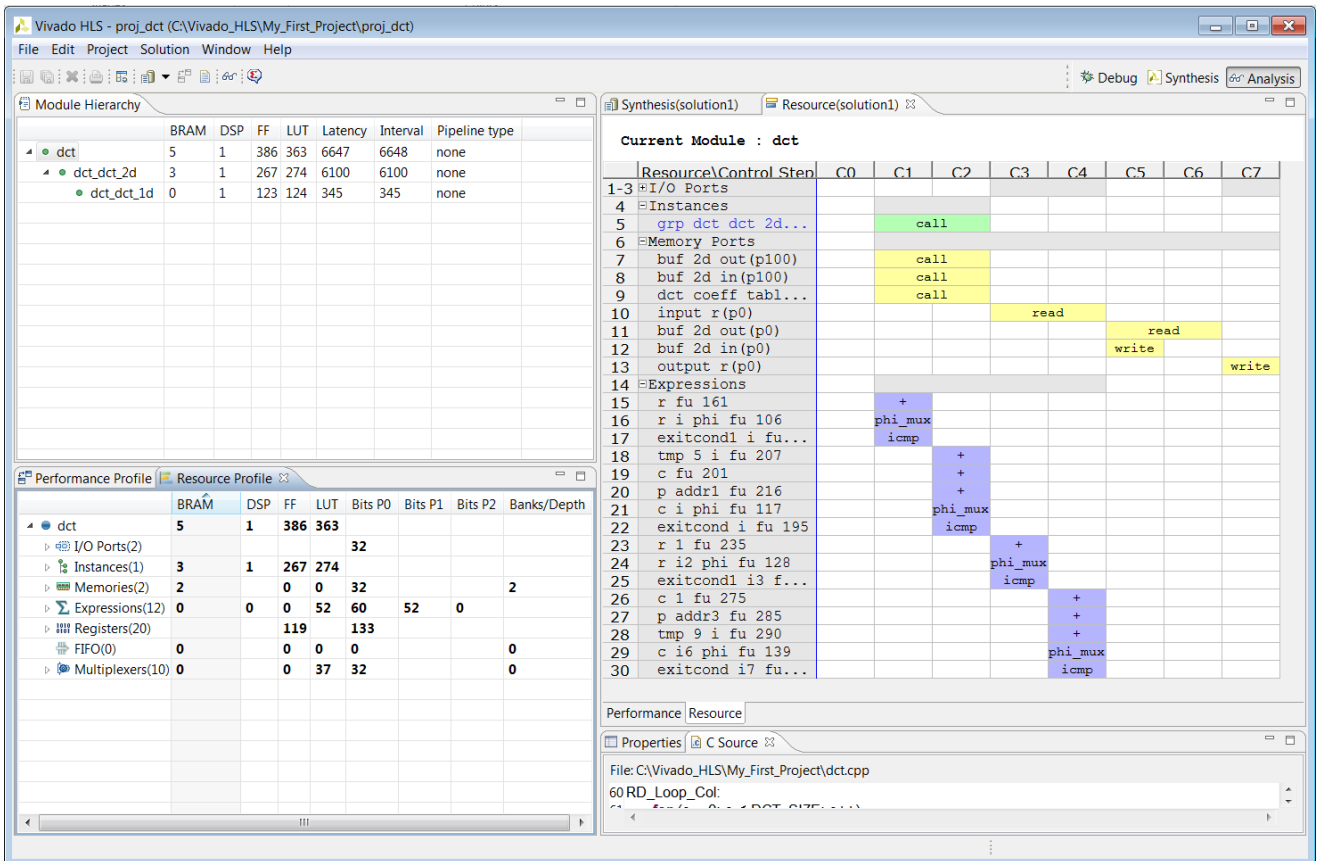 Vivado HLS - proj_dct (C:\Vivado_HLS\My_First_Project\proj_dct)
File Edit Project Solution Window Help
Debug Synthesis Analysis
Module Hierarchy
BRAM DSP FF LUT Latency Interval Pipeline type
dct 5 1 386 363 6647 6648 none
dct_dct_2d 3 1 267 274 6100 6100 none
dct_dct_1d 0 123 124 345 345 none
Performance Profile Resource Profile
BRAM DSP FF LUT Bits P0 Bits P1 Bits P2 Banks/Depth
dct 5 1 386 363
I/O Ports(2) 32
Instances(1) 3 1 267 274
Memories(2) 2 0 0 32 2
Expressions(12) 0 0 0 52 60 52 0
Registers(20) 119 133
FIFO(0) 0 0 0 0 0
Multiplexers(10) 0 0 37 32 0
Synthesis(solution1) Resource(solution1)
Current Module : dct
Resource\Control Step C0 C1 C2 C3 C4 C5 C6 C7
1-3 I/O Ports
4 Instances
5 grp dct dct 2d... call
6 Memory Ports
7 buf 2d out(p100) call
8 buf 2d in(p100) call
9 dct coeff tabl... call
10 input r(p0) read
11 buf 2d out(p0) read
12 buf 2d in(p0) write
13 output r(p0) write
14 Expressions
15 r fu 161 +
16 r i phi fu 106 phi_mux
17 exitcond1 i fu... icmp
18 tmp 5 i fu 207 +
19 c fu 201 +
20 p addr1 fu 216 +
21 c i phi fu 117 phi_mux
22 exitcond i fu 195 icmp
23 r 1 fu 235 +
24 r i2 phi fu 128 phi_mux
25 exitcond1 i3 f... icmp
26 c 1 fu 275 +
27 p addr3 fu 285 +
28 tmp 9 i fu 290 +
29 c i6 phi fu 139 phi_mux
30 exitcond i7 fu... icmp
Performance Resource
Properties C Source
File: C:\Vivado_HLS\My_First_Project\dct.cpp
60 RD_Loop_Col: